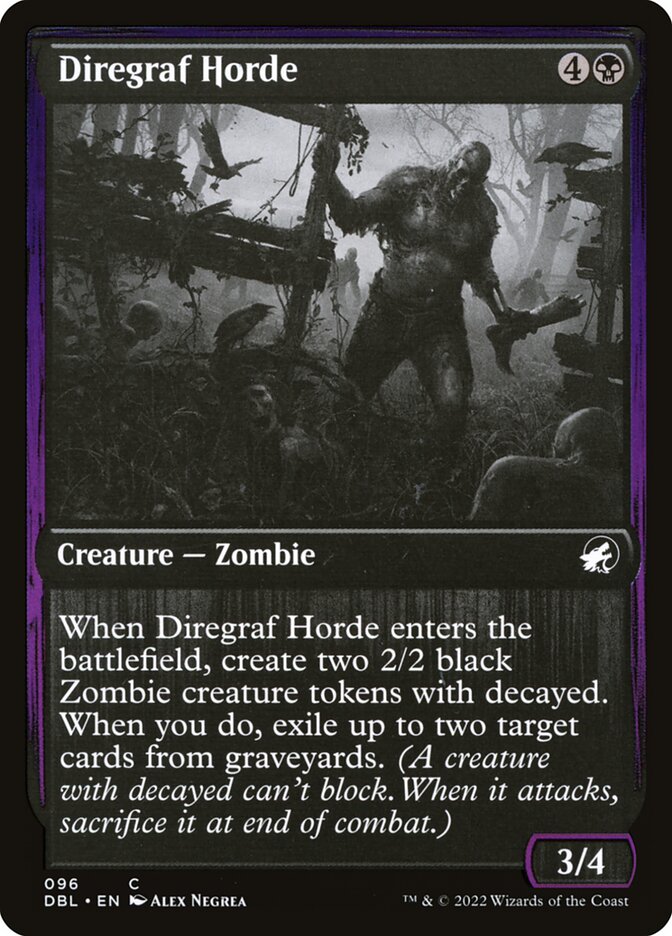 Diregraf Horde 4
Creature — Zombie
When Diregraf Horde enters the
battlefield, create two 2/2 black
Zombie creature tokens with decayed.
When you do, exile up to two target
cards from graveyards. (A creature
with decayed can't block. When it attacks,
sacrifice it at end of combat.)
3/4
096 C
DBL • EN Alex Negrea ™ & © 2022 Wizards of the Coast